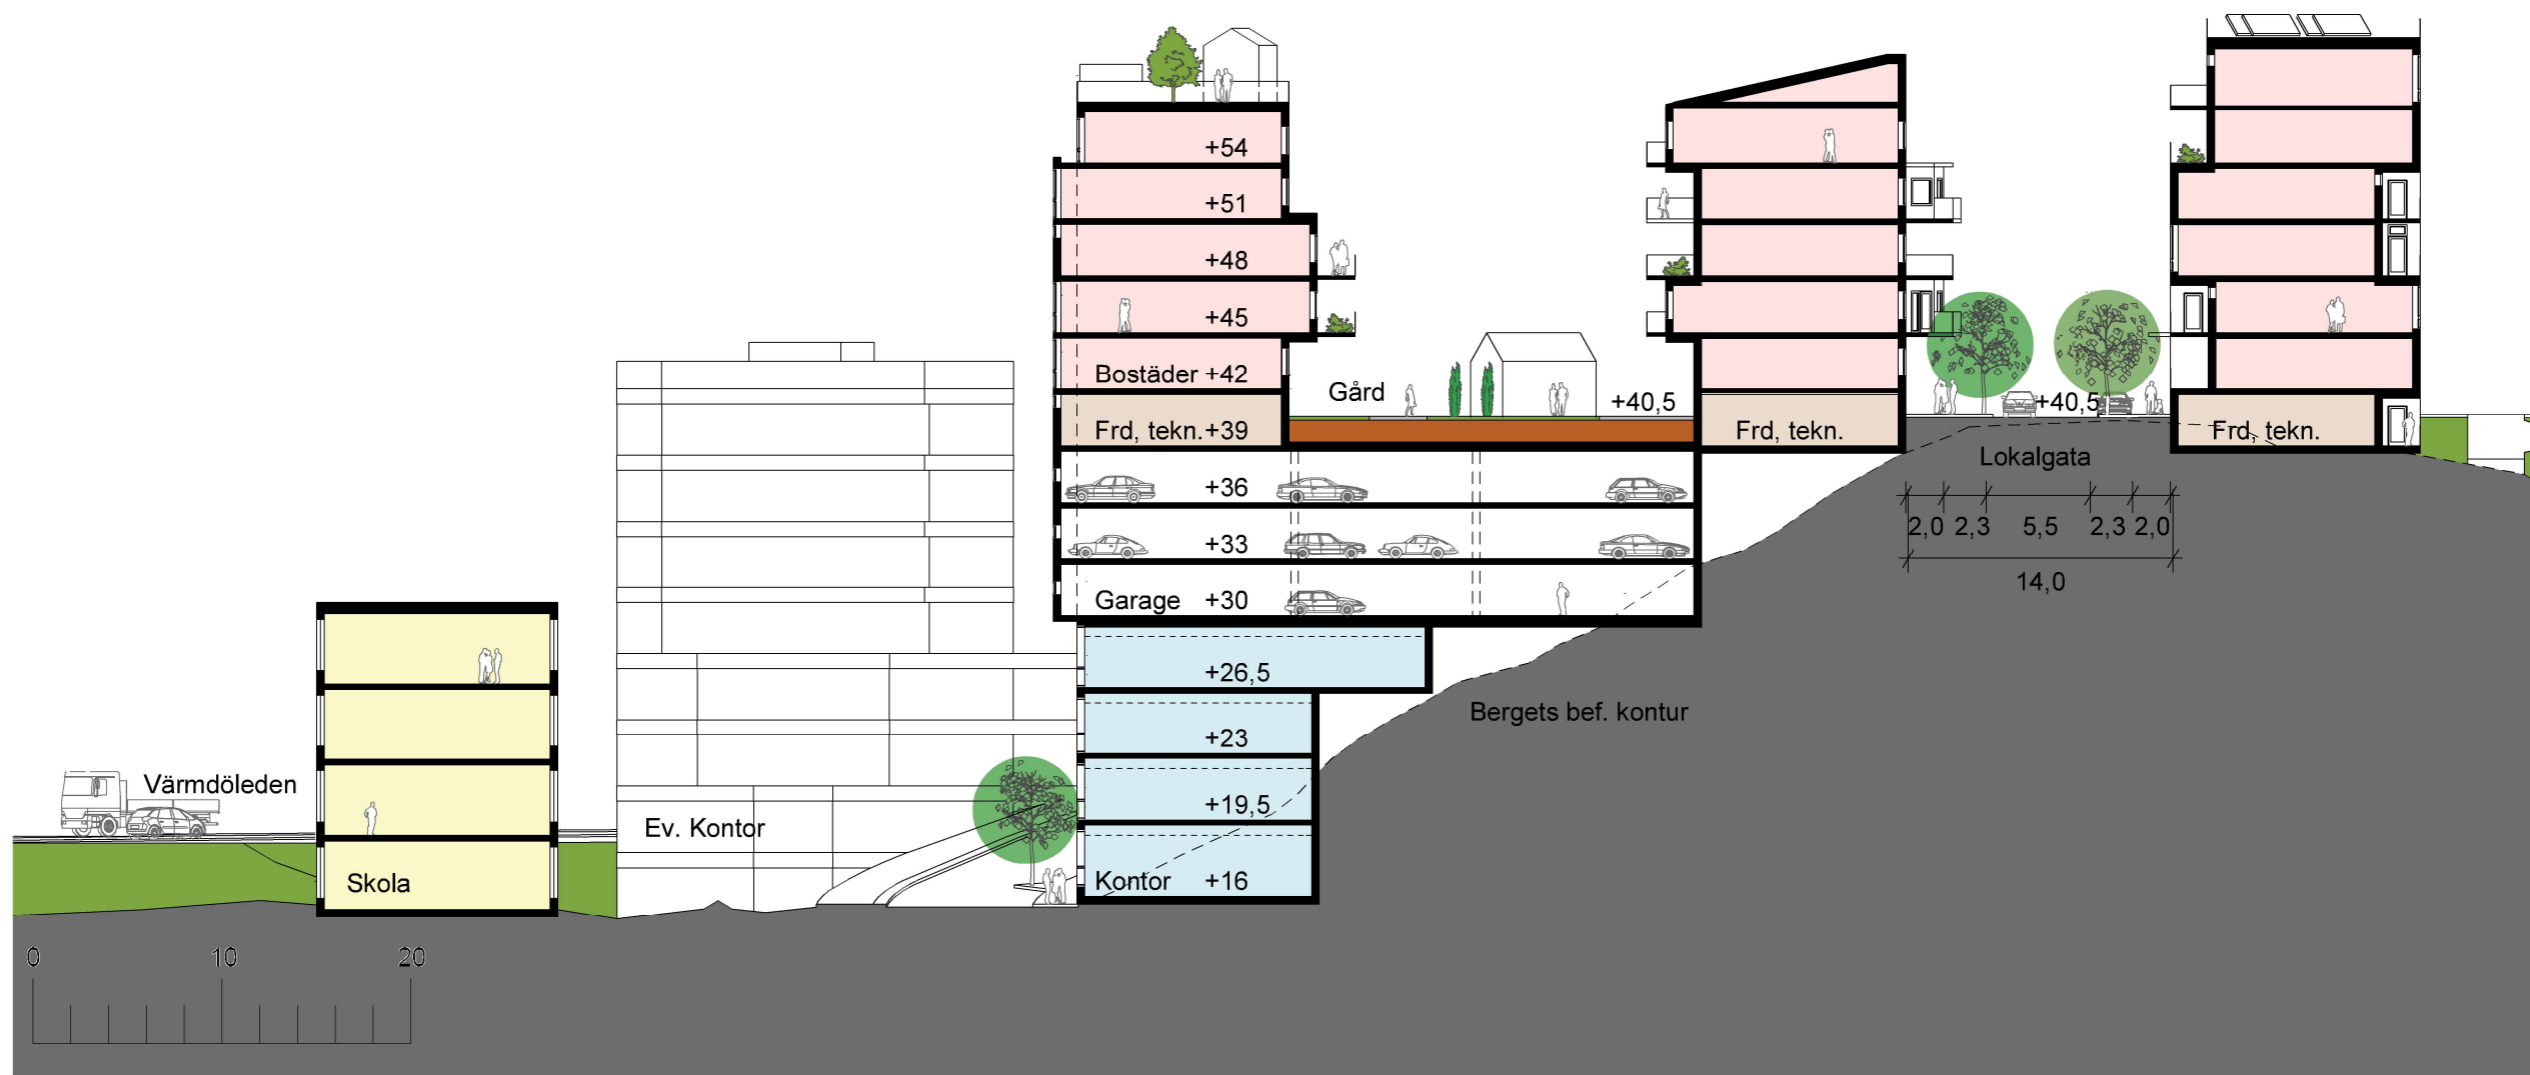 +54
+51
+48
+45
Bostäder +42
Gård
+40,5
+40,5
Frd, tekn.+39
Frd, tekn.
Frd, tekn.
Lokalgata
+36
2,0 2,3 5,5 2,3 2,0
+33
14,0
Garage +30
+26,5
Bergets bef. kontur
+23
Värmdöleden
+19,5
Ev. Kontor
Skola
Kontor +16
0 10 20